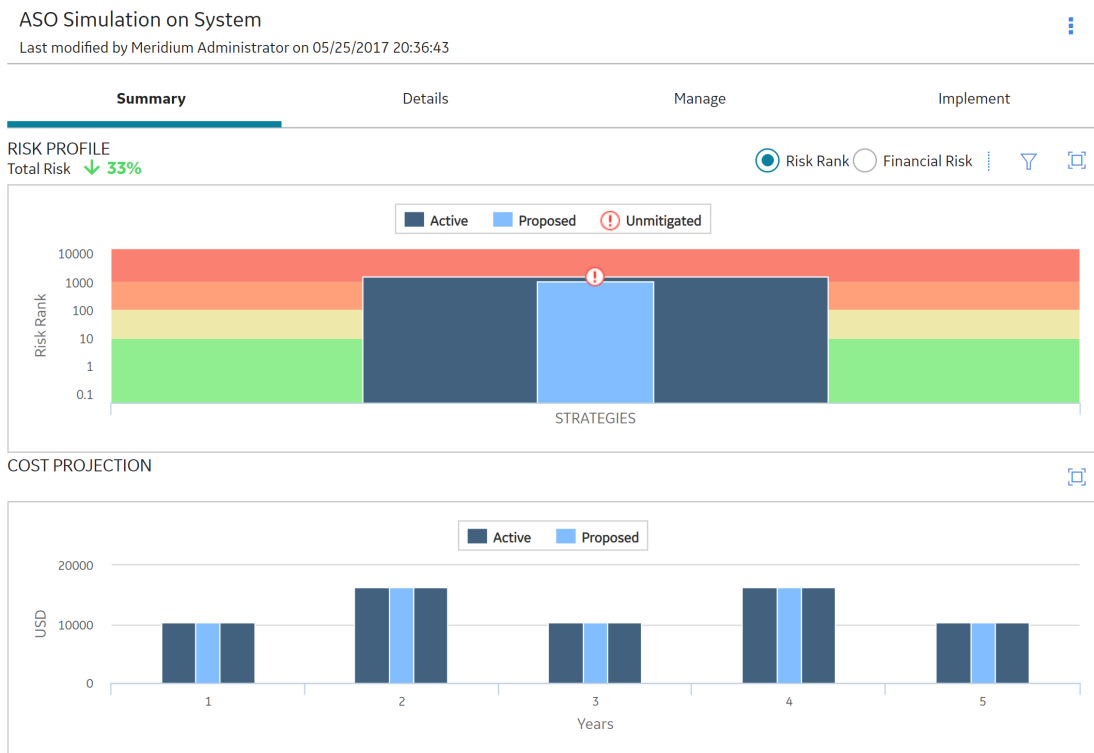 ASO Simulation on System
Last modified by Meridium Administrator on 05/25/2017 20:36:43
Summary Details Manage Implement
RISK PROFILE
Total Risk 33%
Risk Rank Financial Risk
Active Proposed Unmitigated
10000
1000
100
10
1
0.1
Risk Rank
STRATEGIES
COST PROJECTION
Active Proposed
20000
10000
0
USD
1 2 3 4 5
Years